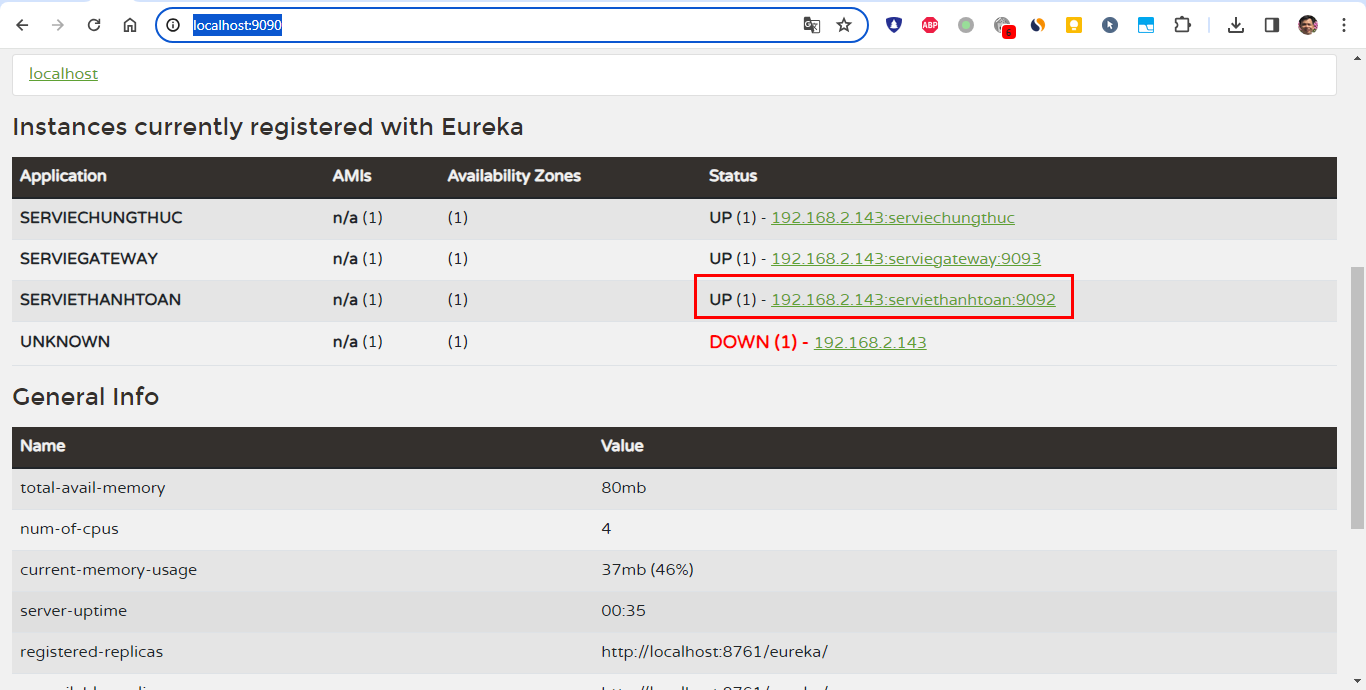 localhost:9090
ABP
localhost
Instances currently registered with Eureka
Application AMIs Availability Zones Status
SERVIECHUNGTHUC n/a (1) (1) UP (1) - 192.168.2.143:serviechungthuc
SERVIEGATEWAY n/a (1) (1) UP (1) - 192.168.2.143:serviegateway:9093
SERVIETHANHTOAN n/a (1) (1) UP (1) - 192.168.2.143:serviethanhtoan:9092
UNKNOWN n/a (1) (1) DOWN (1) - 192.168.2.143
General Info
Name Value
total-avail-memory 80mb
num-of-cpus 4
current-memory-usage 37mb (46%)
server-uptime 00:35
registered-replicas http://localhost:8761/eureka/